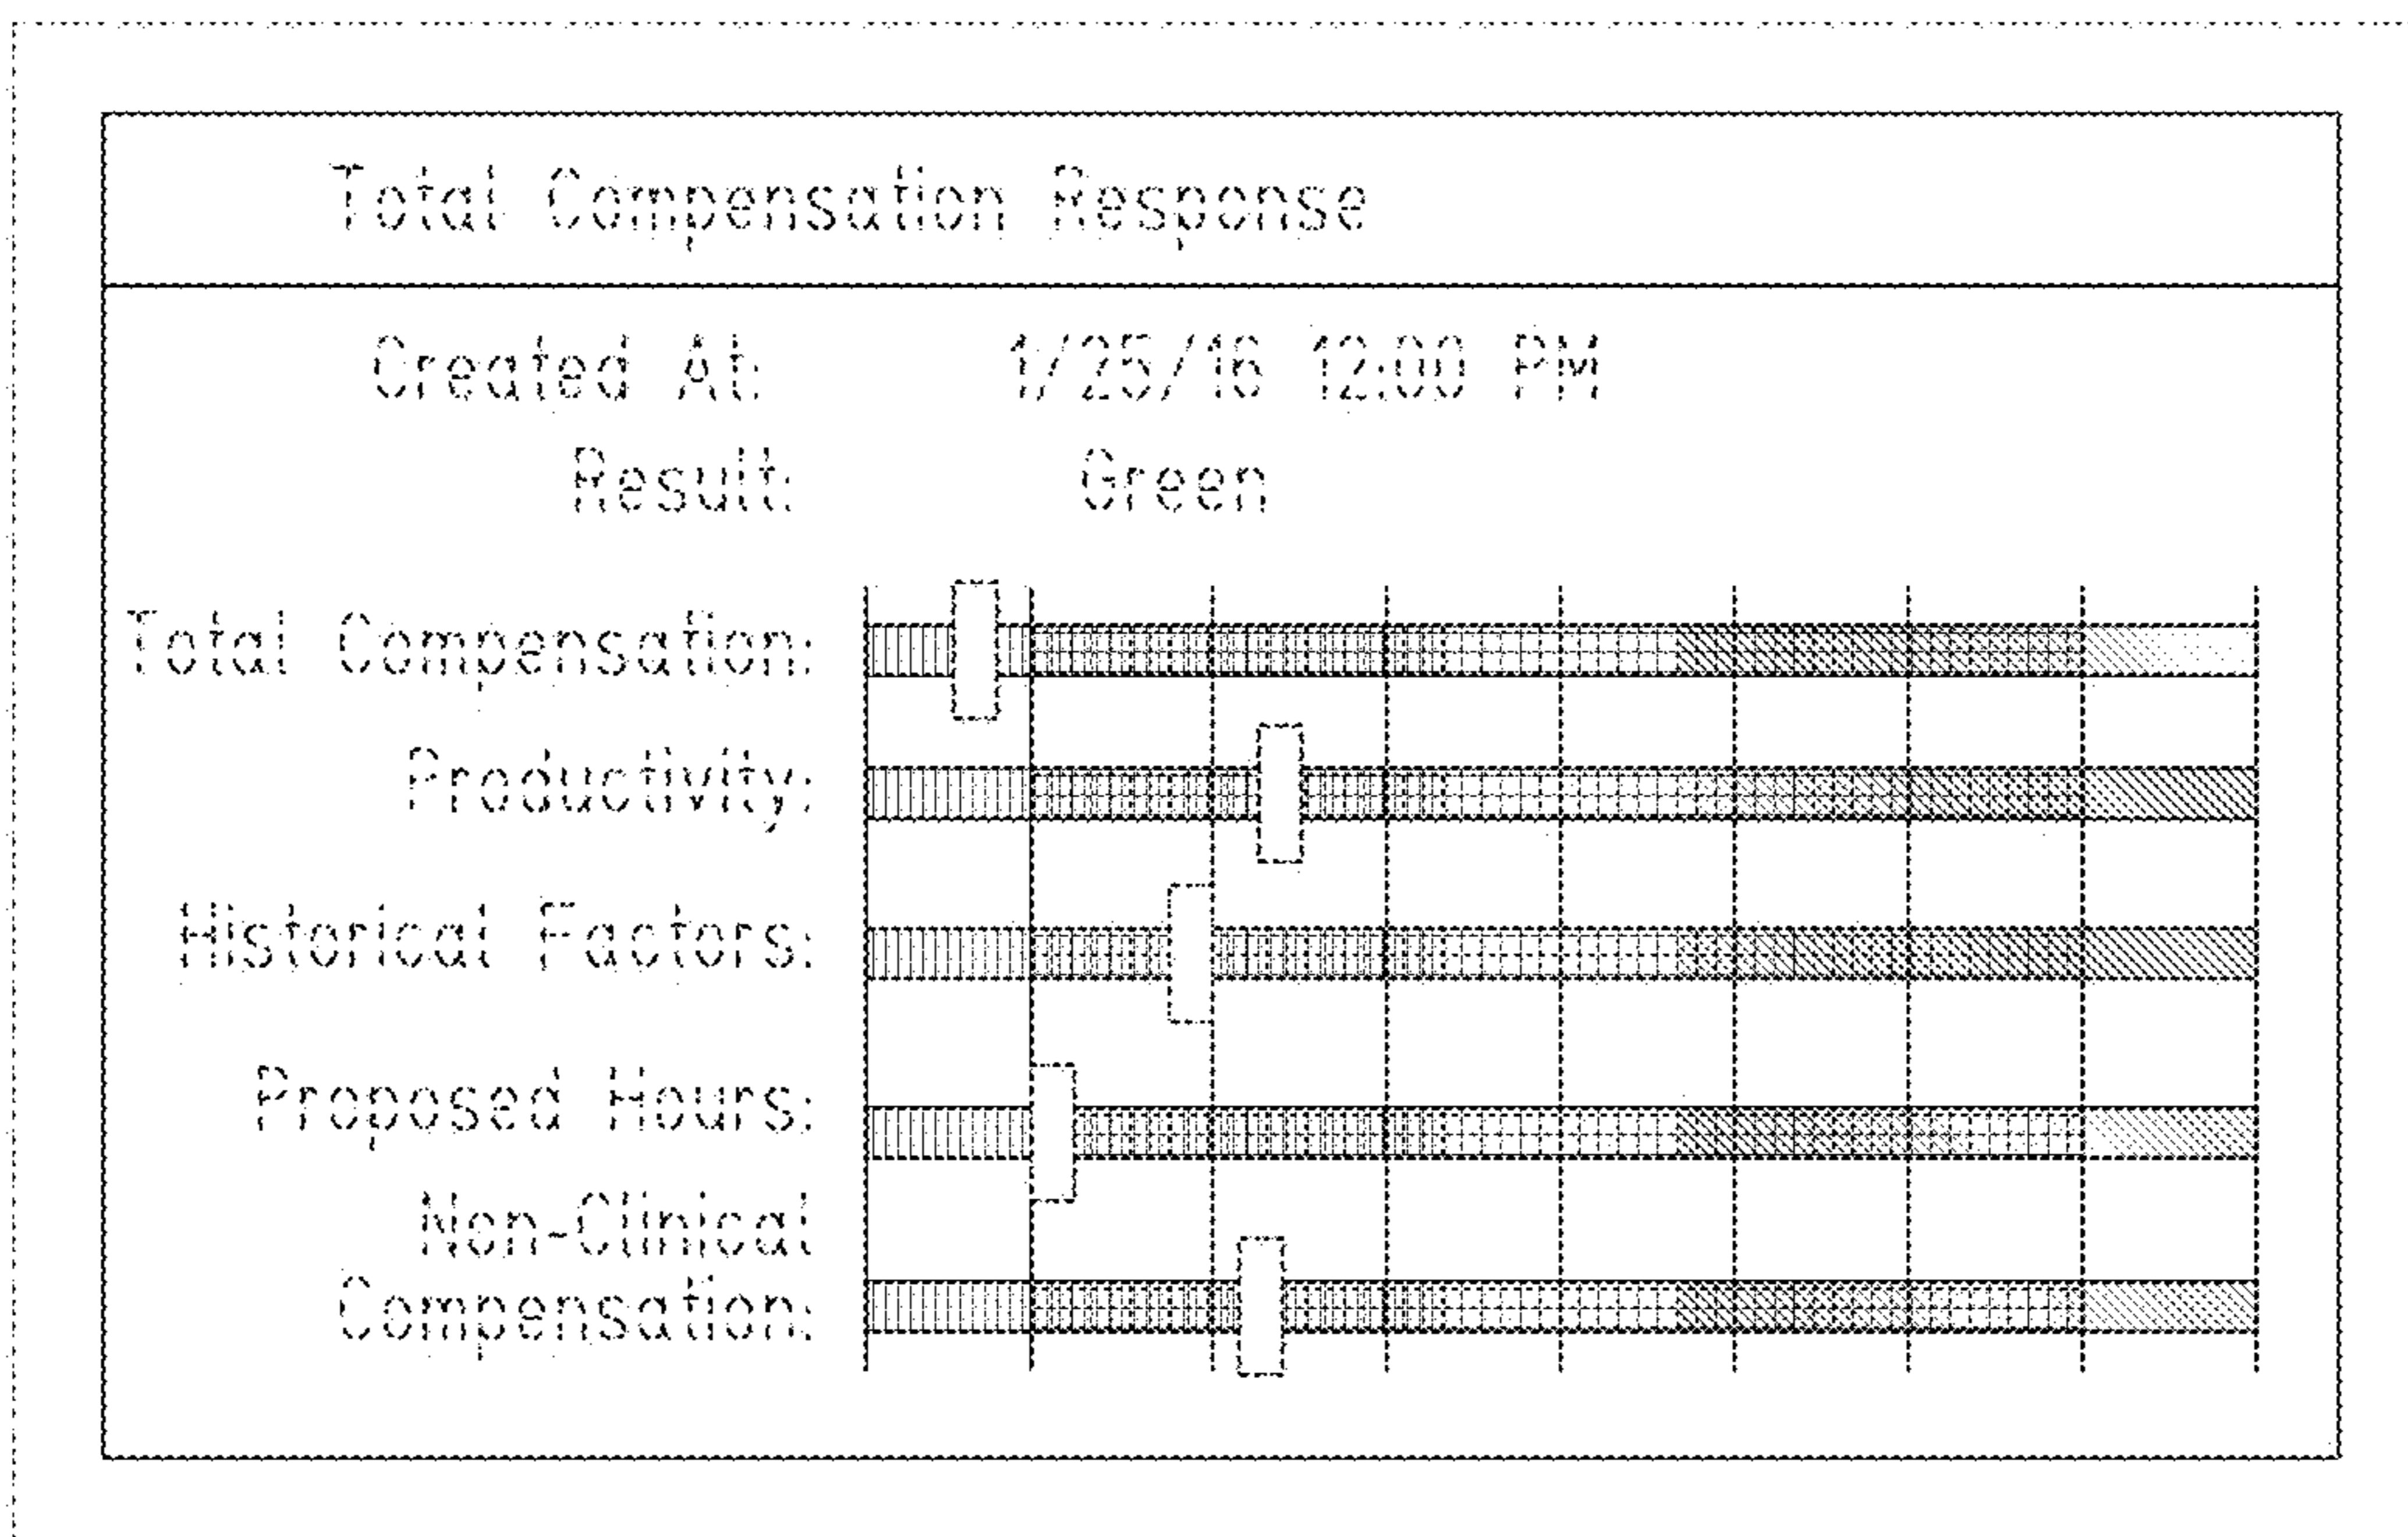 Total Compensation Response
Created At: 1/25/16 12:00 PM
Result: Green
Total Compensation:
Productivity:
Historical Factors:
Proposed Hours:
Non-Clinical
Compensation: